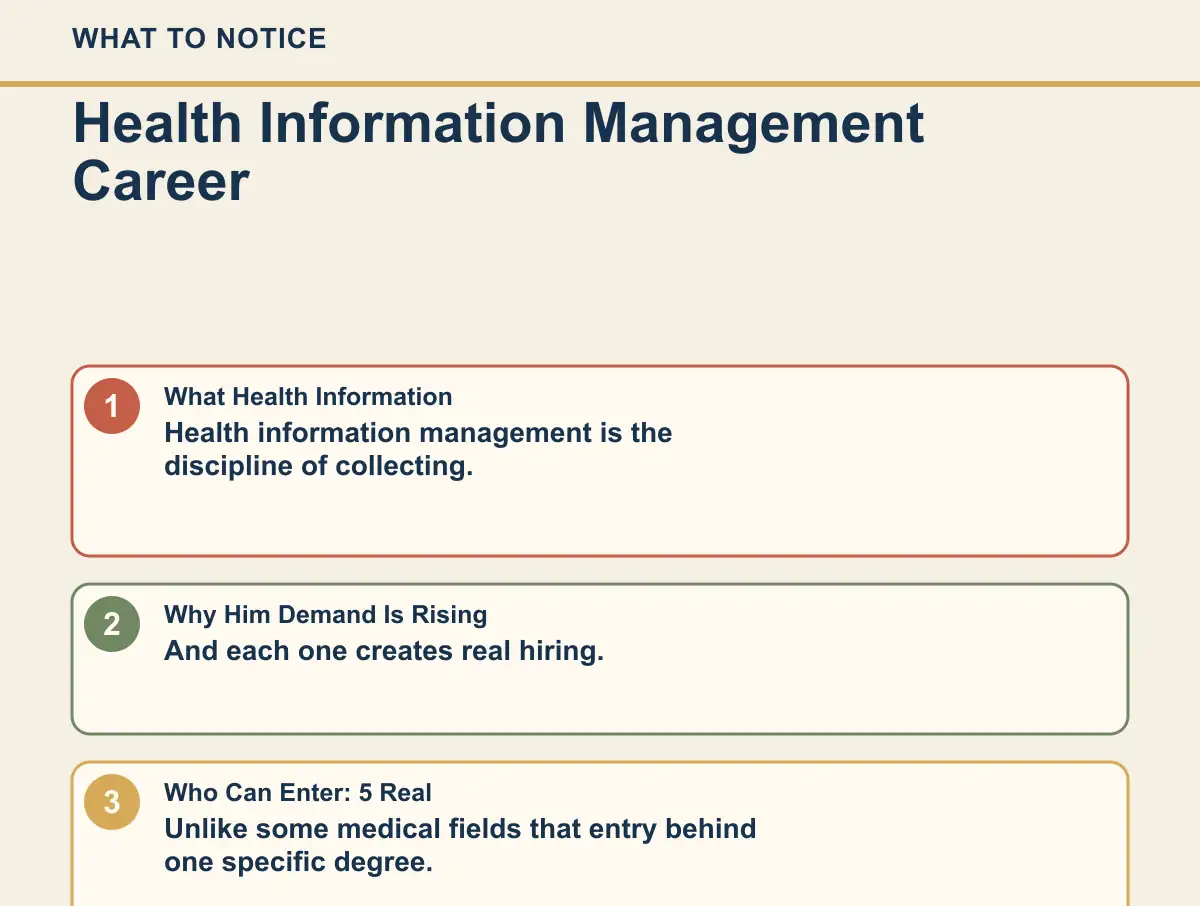 WHAT TO NOTICE
Health Information Management
Career
1
What Health Information
Health information management is the
discipline of collecting.
2
Why Him Demand Is Rising
And each one creates real hiring.
3
Who Can Enter: 5 Real
Unlike some medical fields that entry behind
one specific degree.